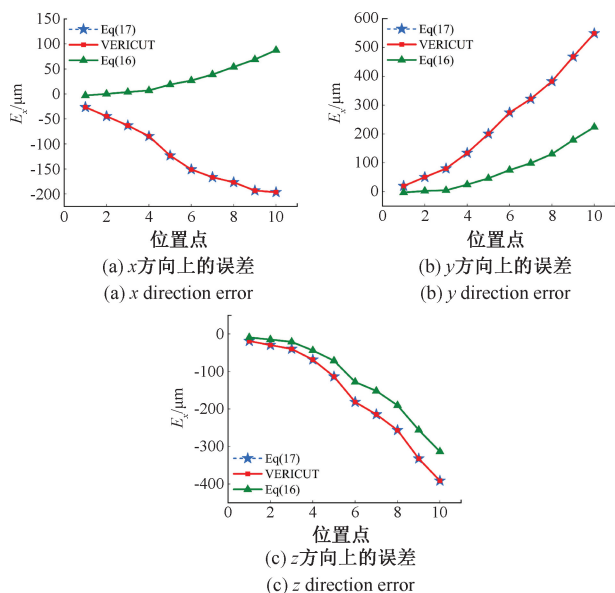 150
100
50
0
-50
-100
-150
-200
Eₓ/μm
Eq(17)
VERICUT
Eq(16)
0 2 4 6 8 10
位置点
(a) x方向上的误差
(a) x direction error
600
500
400
300
200
100
0
Eₓ/μm
Eq(17)
VERICUT
Eq(16)
0 2 4 6 8 10
位置点
(b) y方向上的误差
(b) y direction error
0
-100
-200
-300
-400
Eₓ/μm
Eq(17)
VERICUT
Eq(16)
0 2 4 6 8 10
位置点
(c) z方向上的误差
(c) z direction error